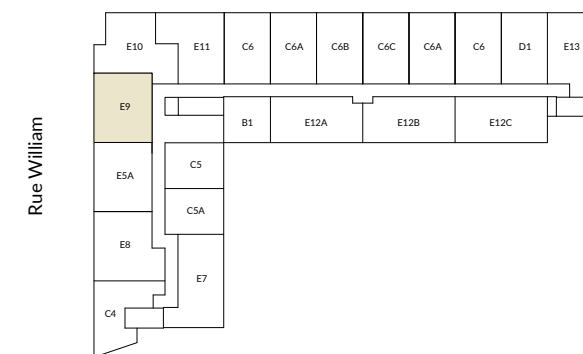 E10 E11 C6 C6A C6B C6C C6A C6 D1 E13
E9 B1 E12A E12B E12C
Rue William
E5A C5
C5A
E8
E7
C4